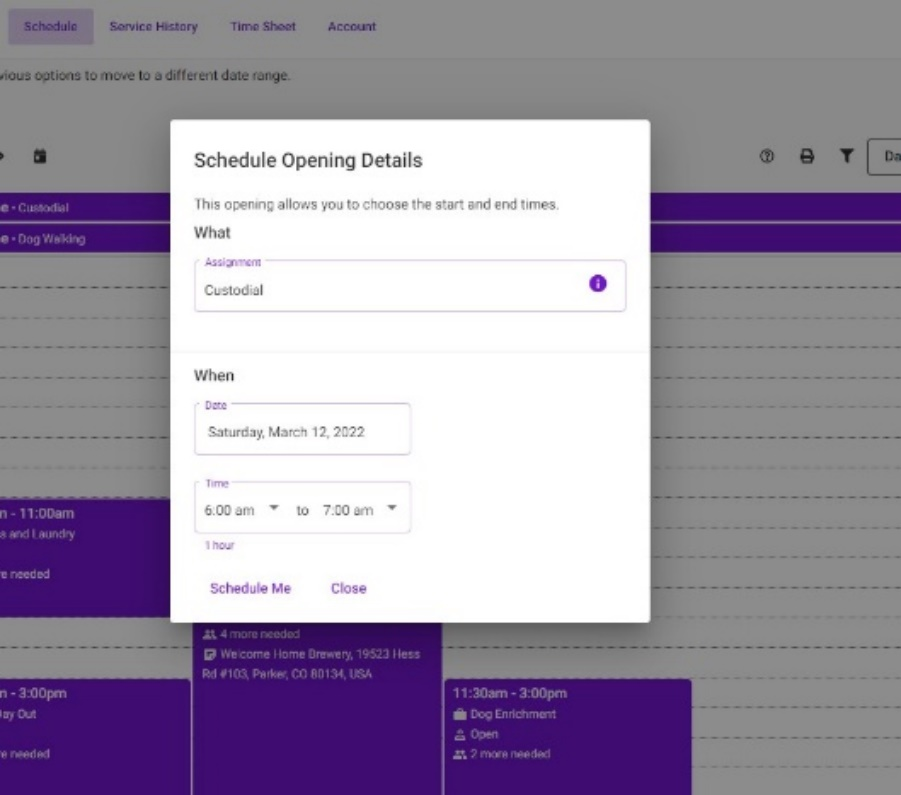 Schedule Service History Time Sheet Account
vious options to move to a different date range.
Da
e • Custodial
e • Dog Walking
Schedule Opening Details
This opening allows you to choose the start and end times.
What
Assignment
Custodial
When
Date
Saturday, March 12, 2022
Time
6:00 am to 7:00 am
1 hour
Schedule Me Close
n - 11:00am
s and Laundry
e needed
4 more needed
Welcome Home Brewery, 19523 Hess
Rd #103, Parker, CO 80134, USA
n - 3:00pm
ay Out
e needed
11:30am - 3:00pm
Dog Enrichment
Open
2 more needed